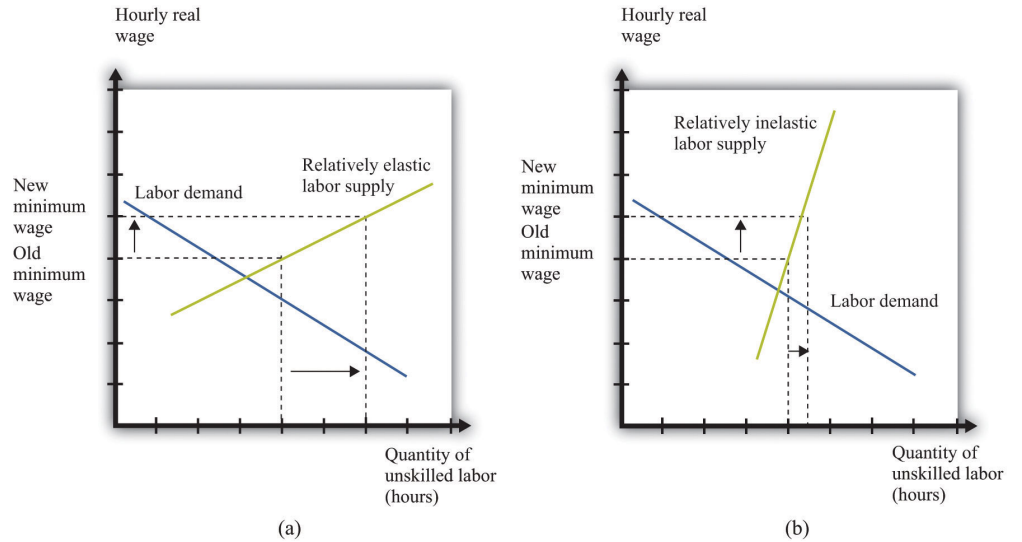 Hourly real
wage
New
minimum
wage
Old
minimum
wage
Labor demand
Relatively elastic
labor supply
Quantity of
unskilled labor
(hours)
(a)
Hourly real
wage
New
minimum
wage
Old
minimum
wage
Relatively inelastic
labor supply
Labor demand
Quantity of
unskilled labor
(hours)
(b)